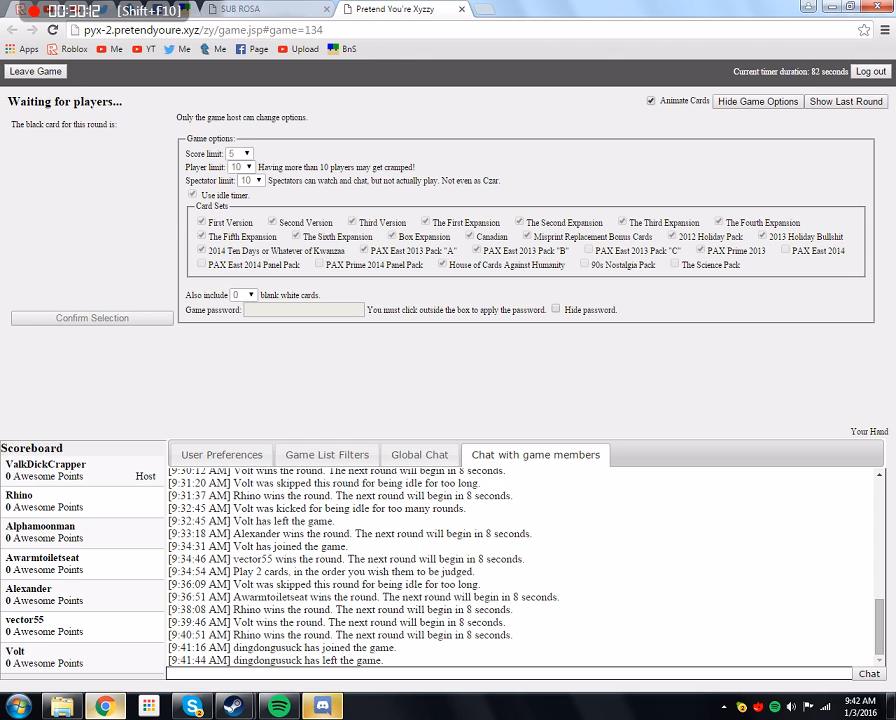 00:30:12 [Shift+F10]
SUB ROSA
Pretend You're Xyzzy
pyx-2.pretendyoure.xyz/zy/game.jsp#game=134
Apps Roblox Me YT Me Me Page Upload BnS
Leave Game
Current timer duration: 82 seconds Log out
Waiting for players...
Animate Cards Hide Game Options Show Last Round
The black card for this round is:
Only the game host can change options.
Game options:
Score limit: 5
Player limit: 10 Having more than 10 players may get cramped!
Spectator limit: 10 Spectators can watch and chat, but not actually play. Not even as Czar.
Use idle timer.
Card Sets
First Version Second Version Third Version The First Expansion The Second Expansion The Third Expansion The Fourth Expansion
The Fifth Expansion The Sixth Expansion Box Expansion Canadian Misprint Replacement Bonus Cards 2012 Holiday Pack 2013 Holiday Bullshit
2014 Ten Days or Whatever of Kwanzaa PAX East 2013 Pack "A" PAX East 2013 Pack "B" PAX East 2013 Pack "C" PAX Prime 2013 PAX East 2014
PAX East 2014 Panel Pack PAX Prime 2014 Panel Pack House of Cards Against Humanity 90s Nostalgia Pack The Science Pack
Also include 0 blank white cards.
Game password: You must click outside the box to apply the password. Hide password.
Confirm Selection
Your Hand
Scoreboard
ValkDickCrapper
0 Awesome Points Host
Rhino
0 Awesome Points
Alphamoonman
0 Awesome Points
Awarmtoiletseat
0 Awesome Points
Alexander
0 Awesome Points
vector55
0 Awesome Points
Volt
0 Awesome Points
User Preferences Game List Filters Global Chat Chat with game members
[9:30:12 AM] Volt wins the round. The next round will begin in 8 seconds.
[9:31:20 AM] Volt was skipped this round for being idle for too long.
[9:31:37 AM] Rhino wins the round. The next round will begin in 8 seconds.
[9:32:45 AM] Volt was kicked for being idle for too many rounds.
[9:32:45 AM] Volt has left the game.
[9:33:18 AM] Alexander wins the round. The next round will begin in 8 seconds.
[9:34:31 AM] Volt has joined the game.
[9:34:46 AM] vector55 wins the round. The next round will begin in 8 seconds.
[9:34:54 AM] Play 2 cards, in the order you wish them to be judged.
[9:36:09 AM] Volt was skipped this round for being idle for too long.
[9:36:51 AM] Awarmtoiletseat wins the round. The next round will begin in 8 seconds.
[9:38:08 AM] Rhino wins the round. The next round will begin in 8 seconds.
[9:39:46 AM] Volt wins the round. The next round will begin in 8 seconds.
[9:40:51 AM] Rhino wins the round. The next round will begin in 8 seconds.
[9:41:16 AM] dingdongusuck has joined the game.
[9:41:44 AM] dingdongusuck has left the game.
Chat
9:42 AM
1/3/2016